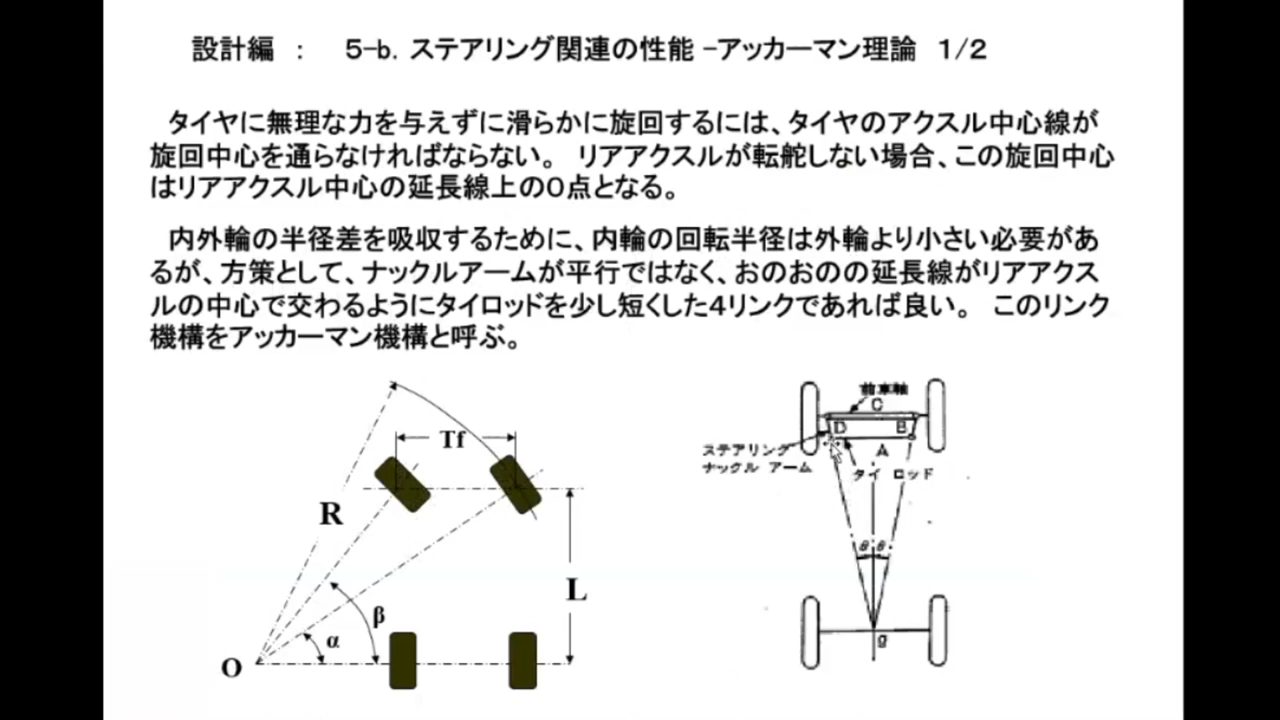 設計編 ： 5-b. ステアリング関連の性能 -アッカーマン理論 1/2
タイヤに無理な力を与えずに滑らかに旋回するには、タイヤのアクスル中心線が
旋回中心を通らなければならない。 リアアクスルが転舵しない場合、この旋回中心
はリアアクスル中心の延長線上のO点となる。
内外輪の半径差を吸収するために、内輪の回転半径は外輪より小さい必要があ
るが、方策として、ナックルアームが平行ではなく、おのおのの延長線がリアアクス
ルの中心で交わるようにタイロッドを少し短くした4リンクであれば良い。 このリンク
機構をアッカーマン機構と呼ぶ。
Tf
R
L
β
α
O
前車軸
C
D
B
A
ステアリング
ナックル アーム
タイ ロッド
θ θ
g